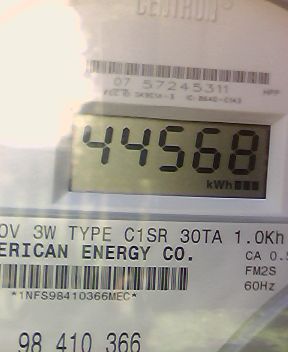 CENTRON®
07 57245311
44568
kWh
0V 3W TYPE C1SR 30TA 1.0Kh
ERICAN ENERGY CO.
CA 0.5
*1NFS98410366MEC*
FM2S
60Hz
98 410 366